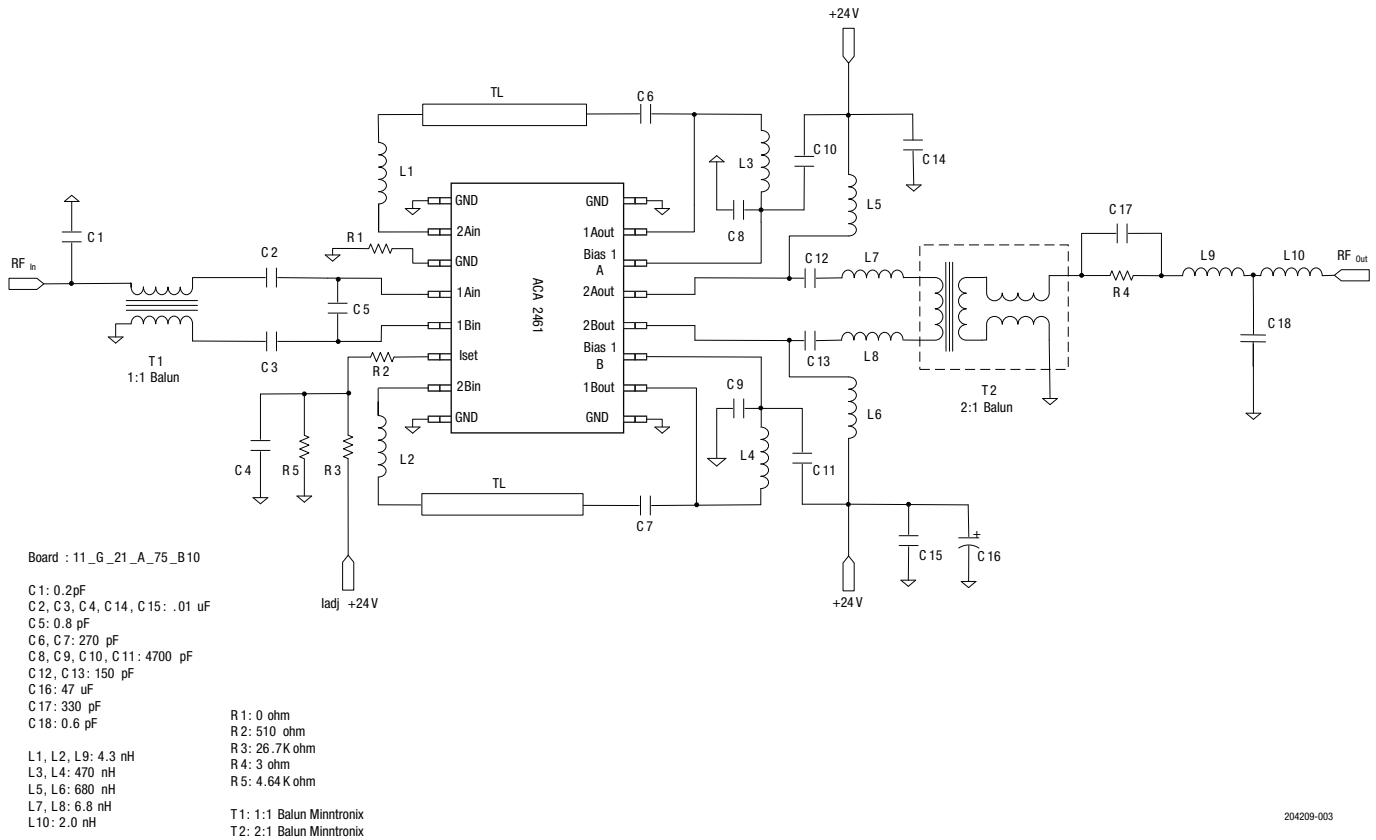 +24V
TL
C6
L1
L3
C10
C14
L5
C8
C1
RF In
C2
C5
C3
T1
1:1 Balun
R1
GND
2Ain
GND
1Ain
1Bin
Iset
2Bin
GND
ACA 2461
GND
1Aout
Bias 1
A
2Aout
2Bout
Bias 1
B
1Bout
GND
C12
L7
C13
L8
T2
2:1 Balun
C17
R4
L9
L10
RF Out
C18
R2
C4
R5
R3
L2
TL
C7
C9
L4
C11
L6
C15
+
C16
Iadj +24V
+24V
Board : 11_G_21_A_75_B10
C1: 0.2pF
C2, C3, C4, C14, C15: .01 uF
C5: 0.8 pF
C6, C7: 270 pF
C8, C9, C10, C11: 4700 pF
C12, C13: 150 pF
C16: 47 uF
C17: 330 pF
C18: 0.6 pF
L1, L2, L9: 4.3 nH
L3, L4: 470 nH
L5, L6: 680 nH
L7, L8: 6.8 nH
L10: 2.0 nH
R1: 0 ohm
R2: 510 ohm
R3: 26.7K ohm
R4: 3 ohm
R5: 4.64K ohm
T1: 1:1 Balun Minntronix
T2: 2:1 Balun Minntronix
204209-003